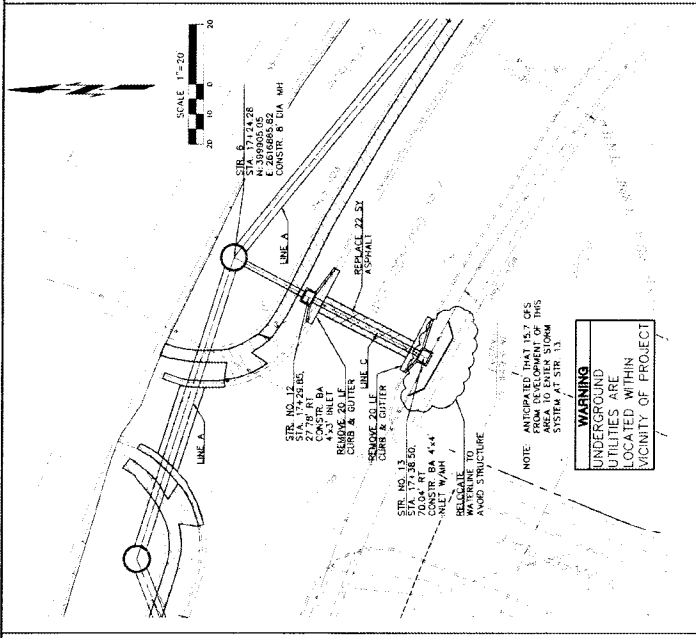 SCALE 1"=20'
20 10 0 20
STR. 6
STA. 17+24.28
N: 399905.05
E: 2616885.82
CONSTR. 8' DIA MH
LINE A
LINE A
REPLACE 22 SY
ASPHALT
STR. NO. 12
STA. 17+29.85,
27.78' RT
CONSTR. BA
4'x3' INLET
REMOVE 20 LF
CURB & GUTTER
LINE C
REMOVE 20 LF
CURB & GUTTER
STR. NO. 13
STA. 17+38.50,
70.04' RT
CONSTR. BA 4'x4'
INLET W/MH
RELOCATE
WATERLINE TO
AVOID STRUCTURE
NOTE: ANTICIPATED THAT 15.7 CFS
FROM DEVELOPMENT OF THIS
AREA TO ENTER STORM
SYSTEM AT STR 13
WARNING
UNDERGROUND
UTILITIES ARE
LOCATED WITHIN
VICINITY OF PROJECT